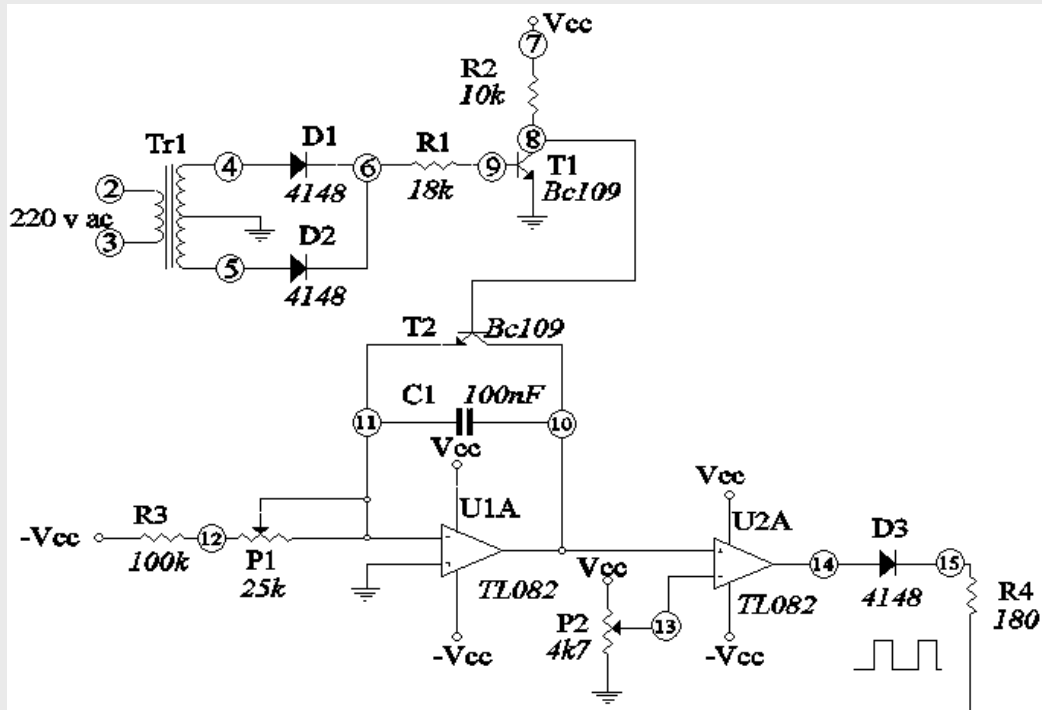 Vcc
7
R2
10k
8
T1
Bc109
Tr1
D1
4
4148
6
R1
18k
9
2
220 v ac
3
D2
5
4148
T2
Bc109
C1
100nF
11
10
Vcc
U1A
TL082
-Vcc
R3
100k
12
P1
25k
-Vcc
Vcc
U2A
TL082
-Vcc
Vcc
P2
4k7
13
14
D3
4148
15
R4
180